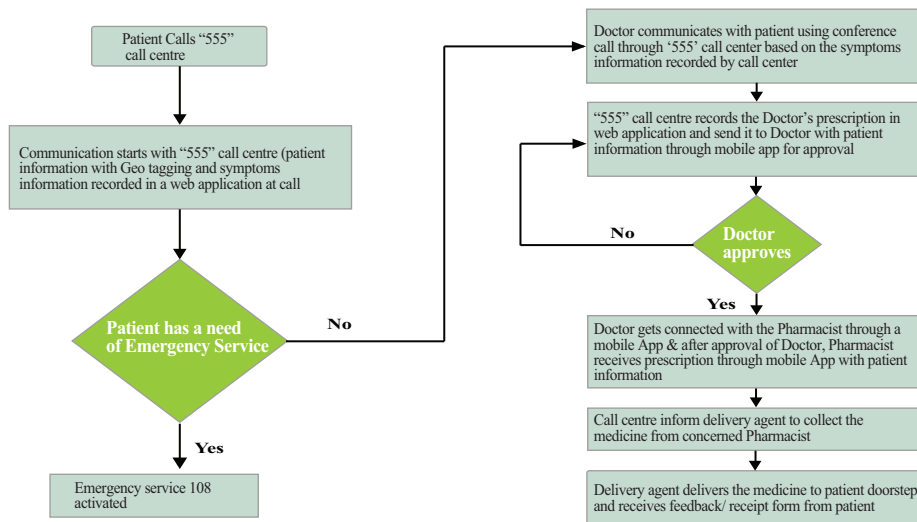 Patient Calls “555”
call centre
Communication starts with “555” call centre (patient
information with Geo tagging and symptoms
information recorded in a web application at call
Patient has a need
of Emergency Service
No
Yes
Emergency service 108
activated
Doctor communicates with patient using conference
call through ‘555’ call center based on the symptoms
information recorded by call center
“555” call centre records the Doctor’s prescription in
web application and send it to Doctor with patient
information through mobile app for approval
Doctor
approves
No
Yes
Doctor gets connected with the Pharmacist through a
mobile App & after approval of Doctor, Pharmacist
receives prescription through mobile App with patient
information
Call centre inform delivery agent to collect the
medicine from concerned Pharmacist
Delivery agent delivers the medicine to patient doorstep
and receives feedback/ receipt form from patient